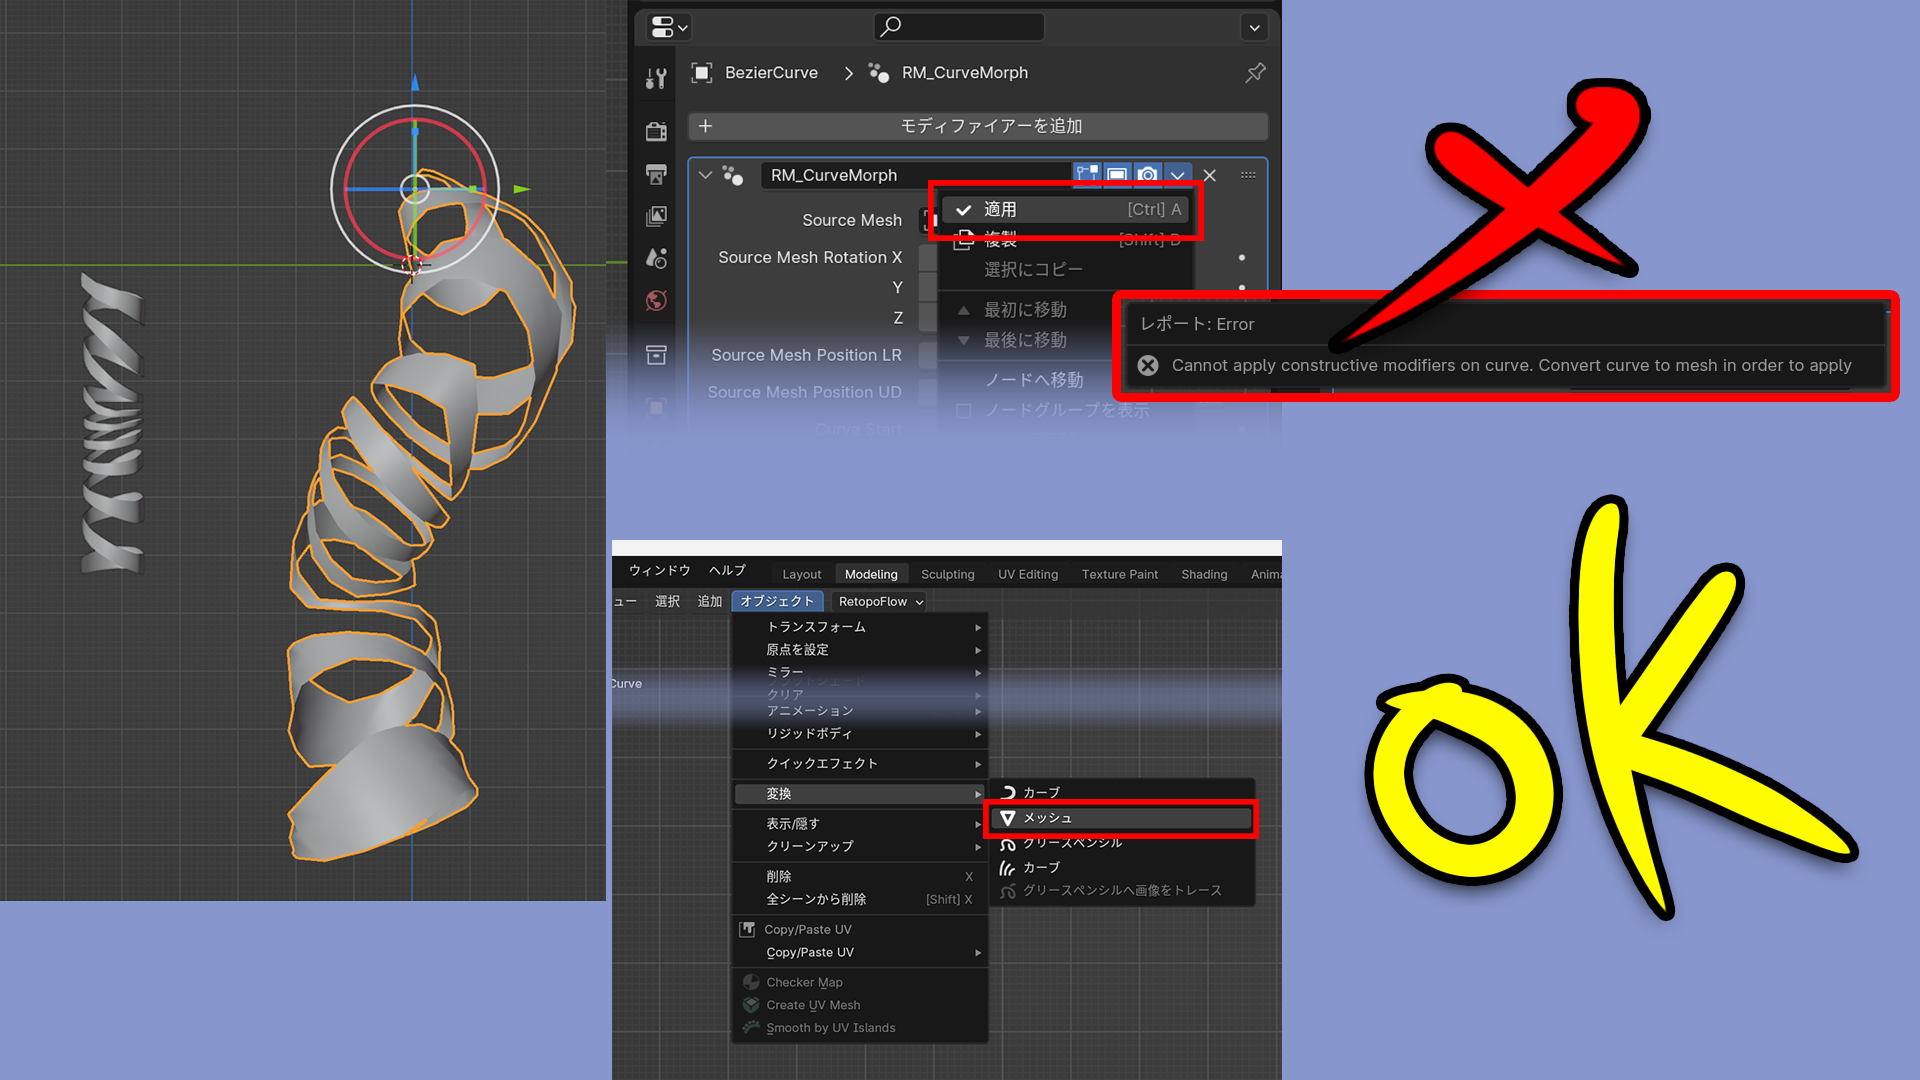 BezierCurve > RM_CurveMorph
モディファイアーを追加
RM_CurveMorph
適用 [Ctrl] A
Source Mesh
複製 [Shift] D
Source Mesh Rotation X
選択にコピー
Y
最初に移動
Z
最後に移動
Source Mesh Position LR
ノードへ移動
Source Mesh Position UD
ノードグループを表示
Curve Start
レポート: Error
Cannot apply constructive modifiers on curve. Convert curve to mesh in order to apply
OK
ウィンドウ ヘルプ Layout Modeling Sculpting UV Editing Texture Paint Shading Anima
ュー 選択 追加 オブジェクト RetopoFlow
トランスフォーム
原点を設定
ミラー
Curve
クリア
アニメーション
リジッドボディ
クイックエフェクト
変換
カーブ
メッシュ
グリースペンシル
カーブ
グリースペンシルへ画像をトレース
表示/隠す
クリーンアップ
削除 X
全シーンから削除 [Shift] X
Copy/Paste UV
Copy/Paste UV
Checker Map
Create UV Mesh
Smooth by UV Islands